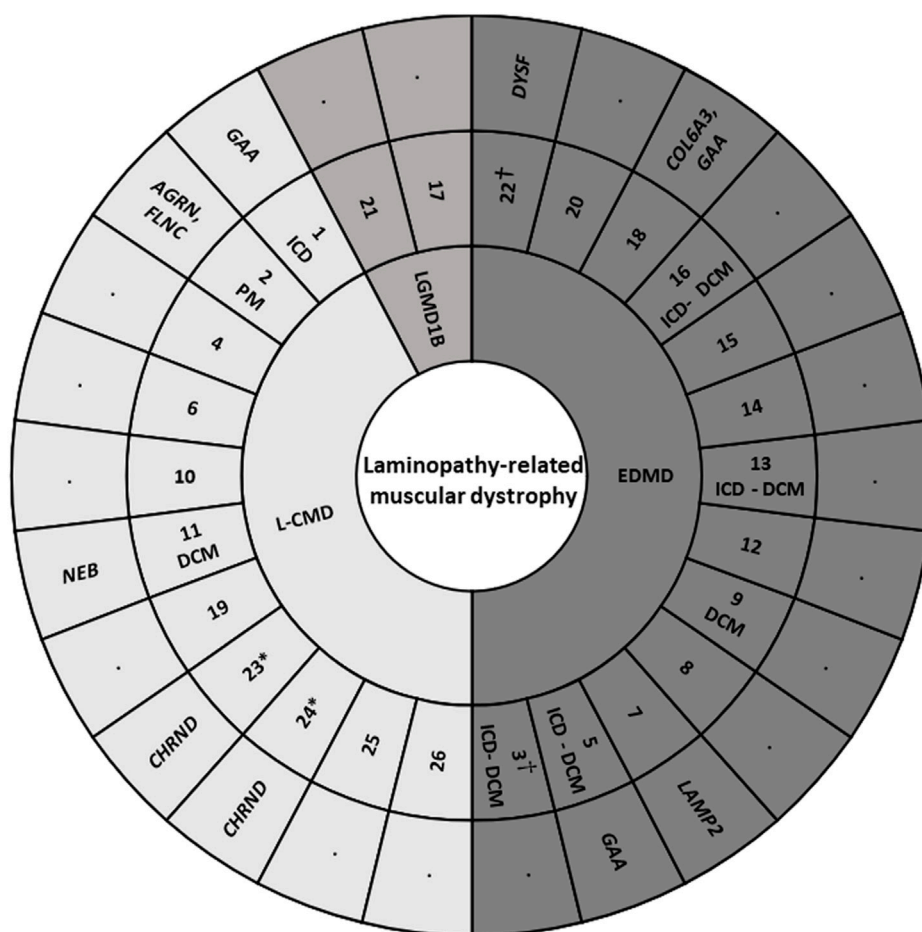 Laminopathy-related
muscular dystrophy
EDMD
L-CMD
LGMD1B
DYSF
22†
.
20
COL6A3,
GAA
18
.
16
ICD- DCM
.
15
.
14
.
13
ICD - DCM
.
12
.
9
DCM
.
8
LAMP2
7
GAA
5
ICD - DCM
.
3†
ICD- DCM
.
26
.
25
CHRND
24*
CHRND
23*
.
19
NEB
11
DCM
.
10
.
6
.
4
AGRN,
FLNC
2
PM
GAA
1
ICD
.
21
.
17